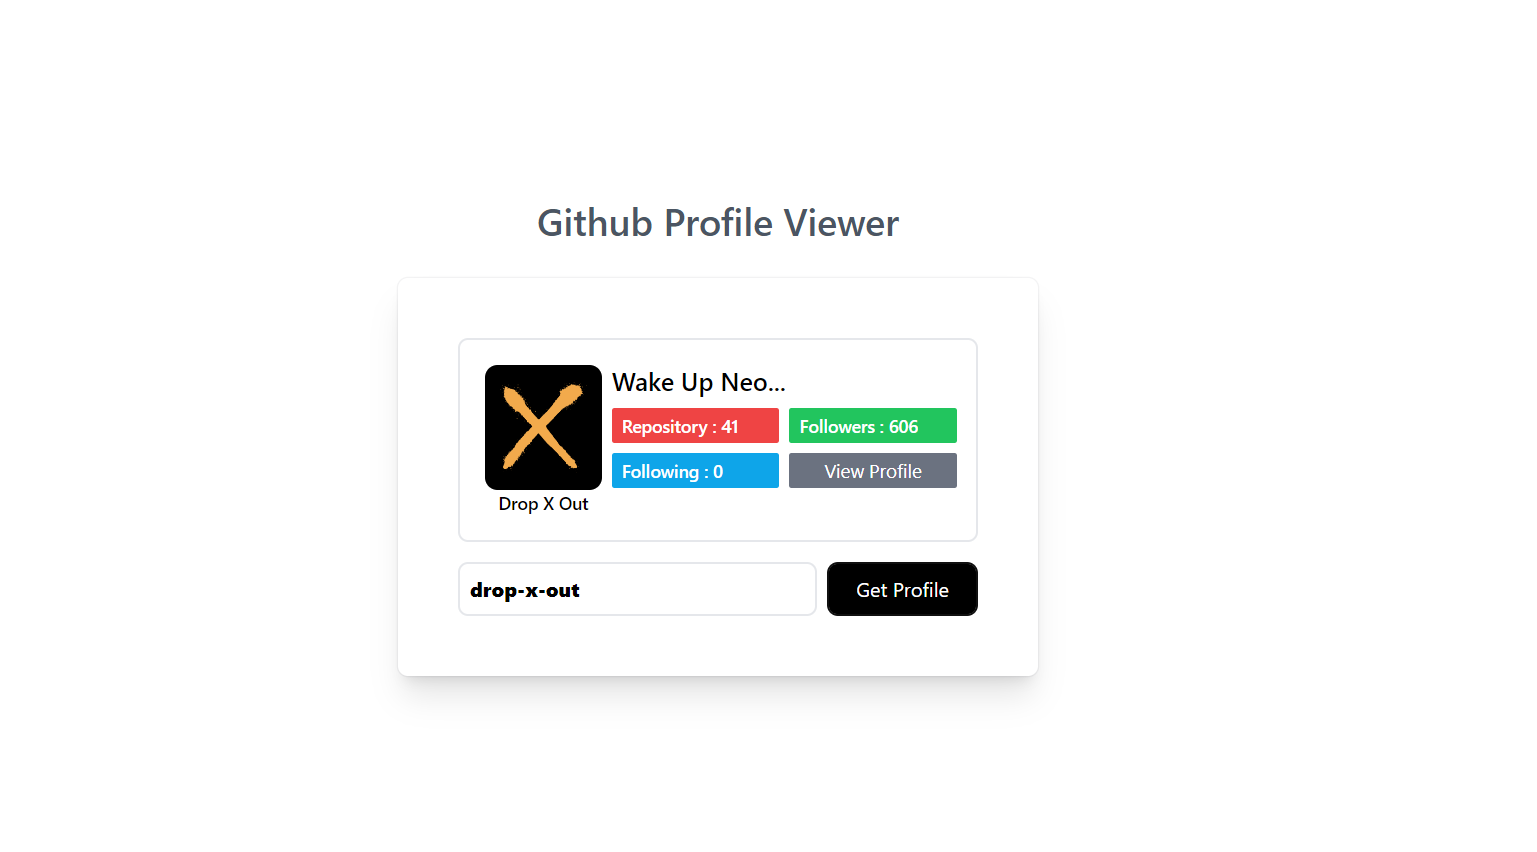 Github Profile Viewer
Wake Up Neo...
Repository : 41
Followers : 606
Following : 0
View Profile
Drop X Out
drop-x-out
Get Profile